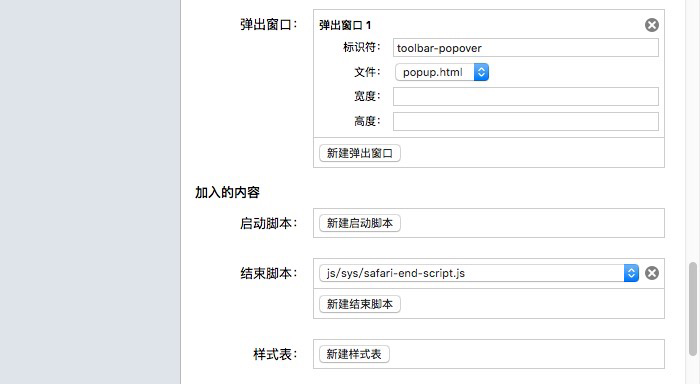 弹出窗口： 弹出窗口 1
标识符： toolbar-popover
文件： popup.html
宽度：
高度：
新建弹出窗口
加入的内容
启动脚本： 新建启动脚本
结束脚本： js/sys/safari-end-script.js
新建结束脚本
样式表： 新建样式表